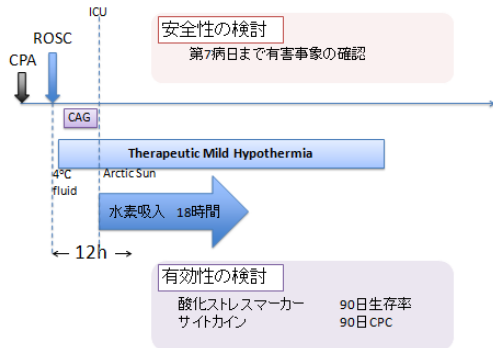 ICU
ROSC
CPA
安全性の検討
第7病日まで有害事象の確認
CAG
Therapeutic Mild Hypothermia
4℃
fluid
Arctic Sun
水素吸入 18時間
← 12h →
有効性の検討
酸化ストレスマーカー 90日生存率
サイトカイン 90日CPC